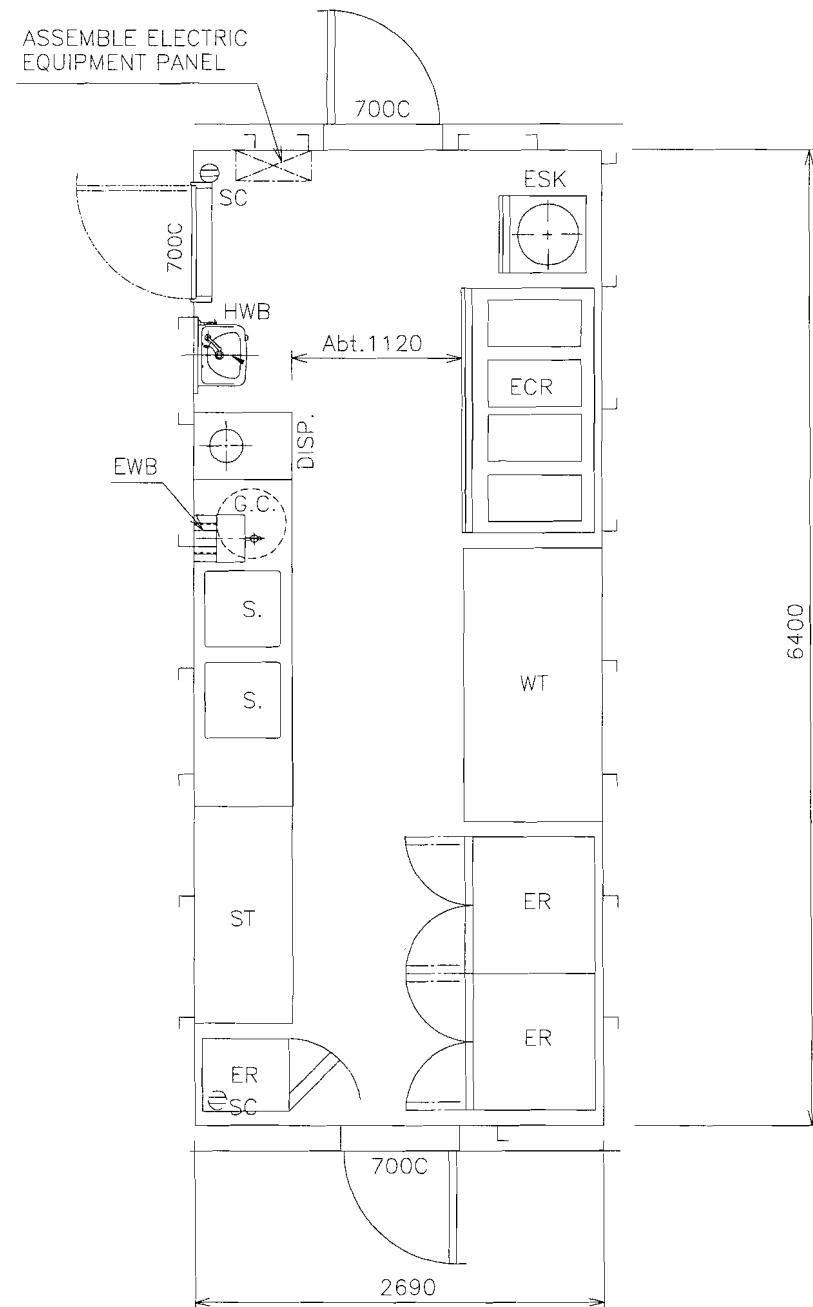 ASSEMBLE ELECTRIC
EQUIPMENT PANEL
700C
ESK
SC
700C
HWB
Abt.1120
ECR
DISP.
EWB
G.C.
S.
6400
WT
S.
ER
ST
ER
ER
SC
700C
2690